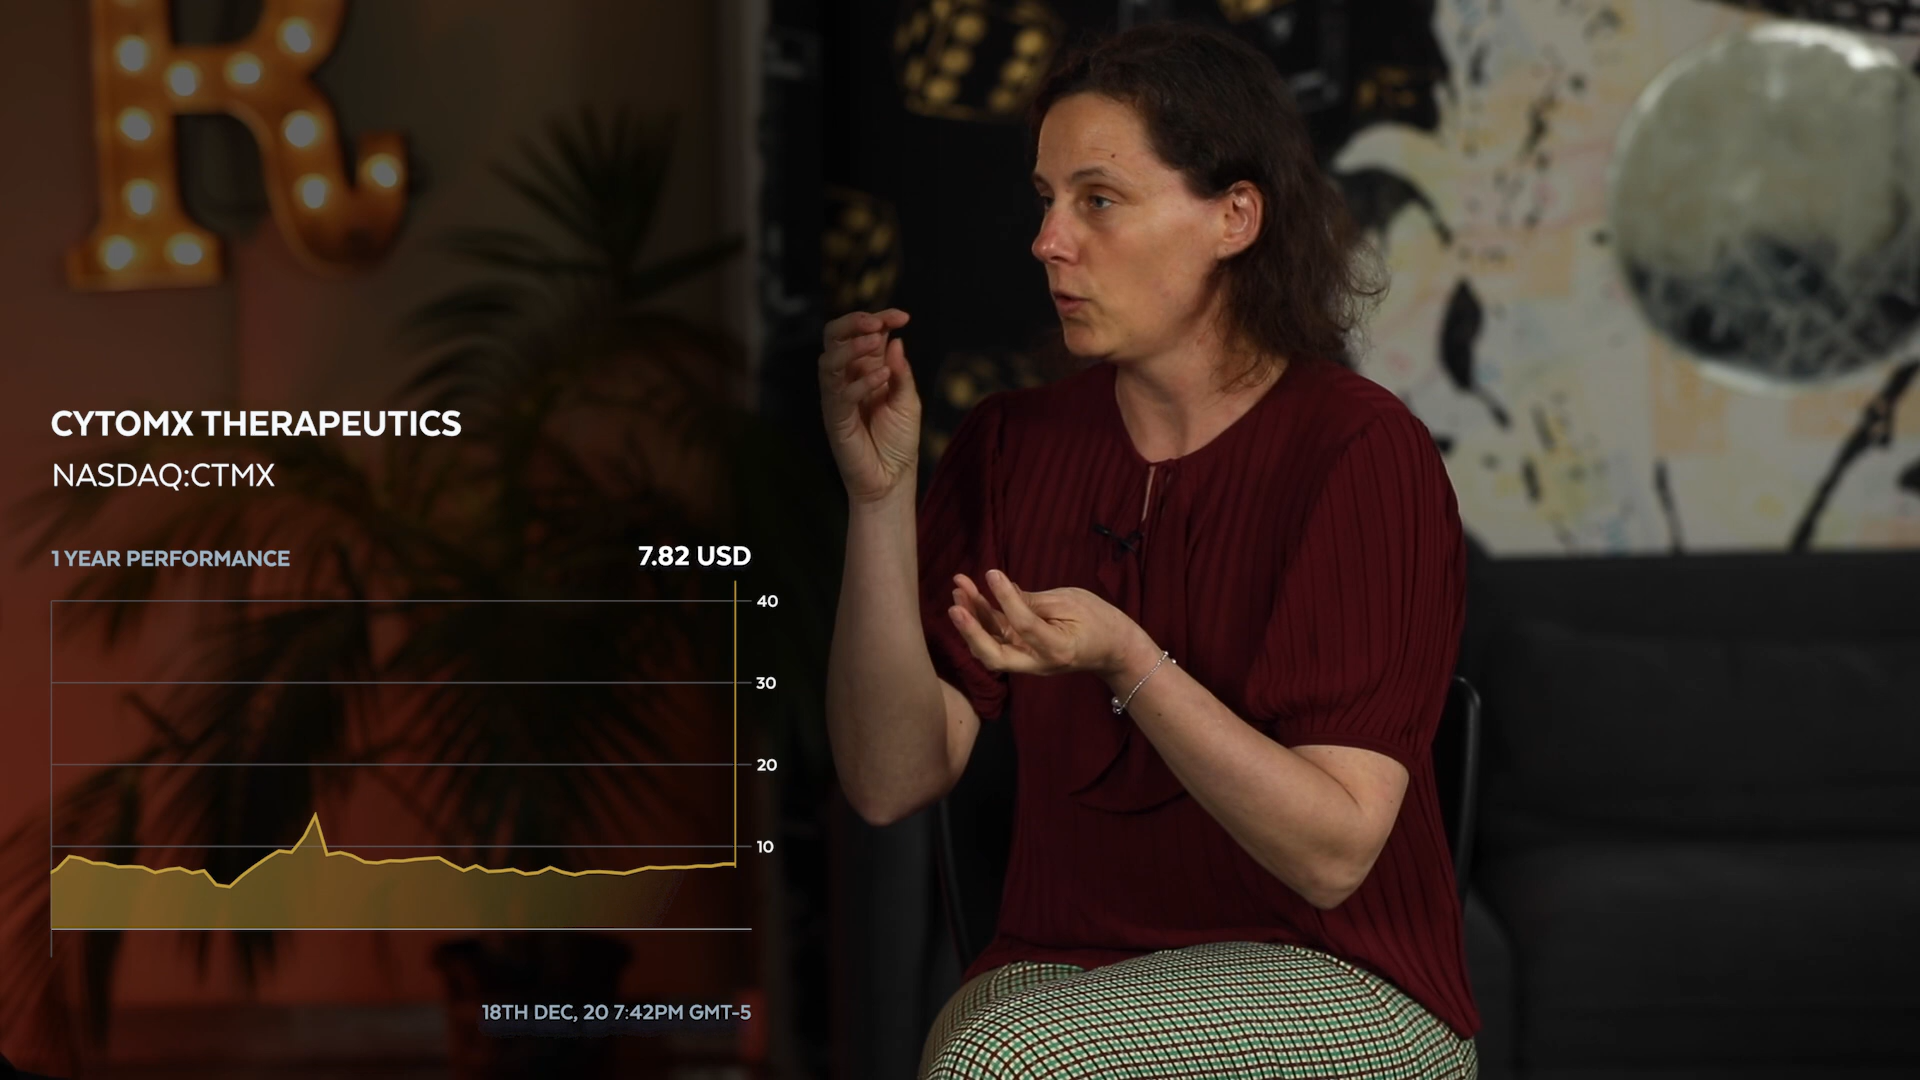 R
CYTOMX THERAPEUTICS
NASDAQ:CTMX
1 YEAR PERFORMANCE
7.82 USD
40
30
20
10
18TH DEC, 20 7:42PM GMT-5